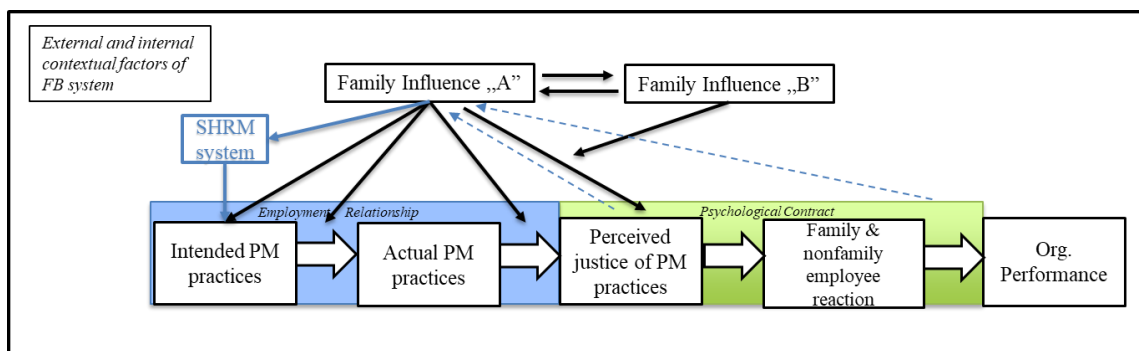 External and internal
contextual factors of
FB system
Family Influence „A”
Family Influence „B”
SHRM
system
Employment Relationship
Psychological Contract
Intended PM
practices
Actual PM
practices
Perceived
justice of PM
practices
Family &
nonfamily
employee
reaction
Org.
Performance